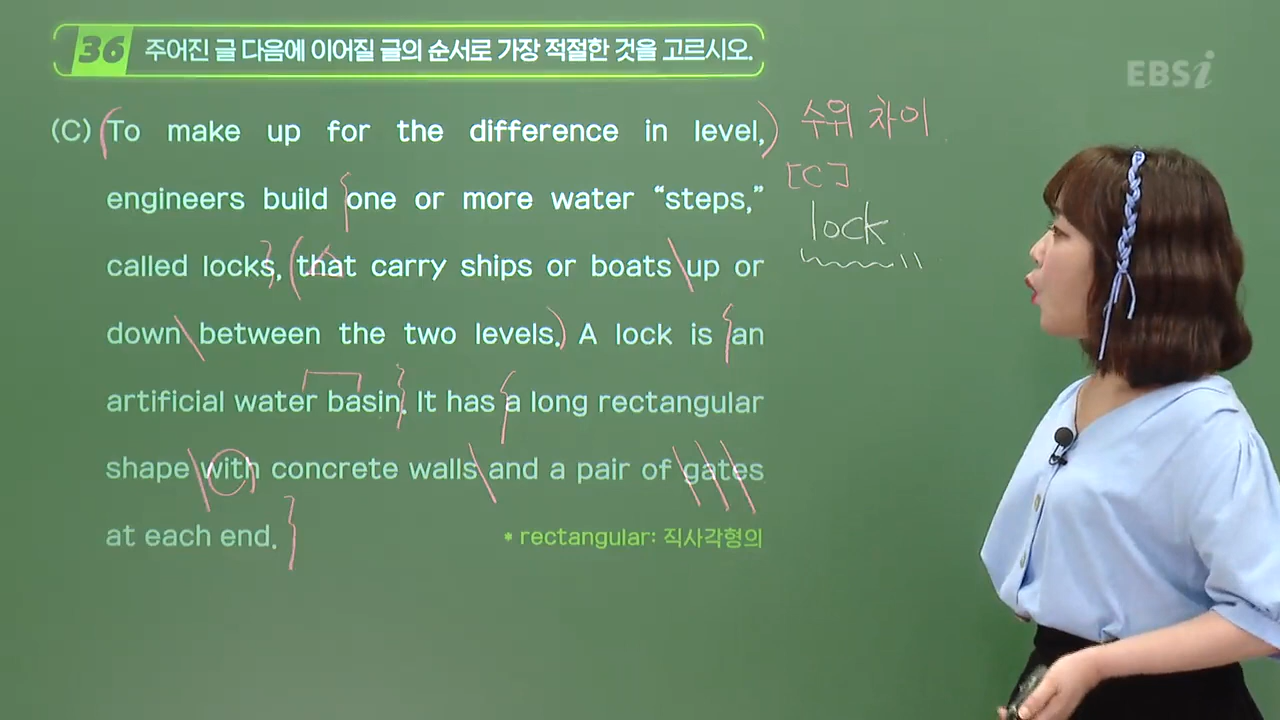 36 주어진 글 다음에 이어질 글의 순서로 가장 적절한 것을 고르시오.
EBSi
(C) To make up for the difference in level,
engineers build one or more water “steps,”
called locks, that carry ships or boats up or
down between the two levels. A lock is an
artificial water basin. It has a long rectangular
shape with concrete walls and a pair of gates
at each end.
* rectangular: 직사각형의
수위 차이
[C]
lock